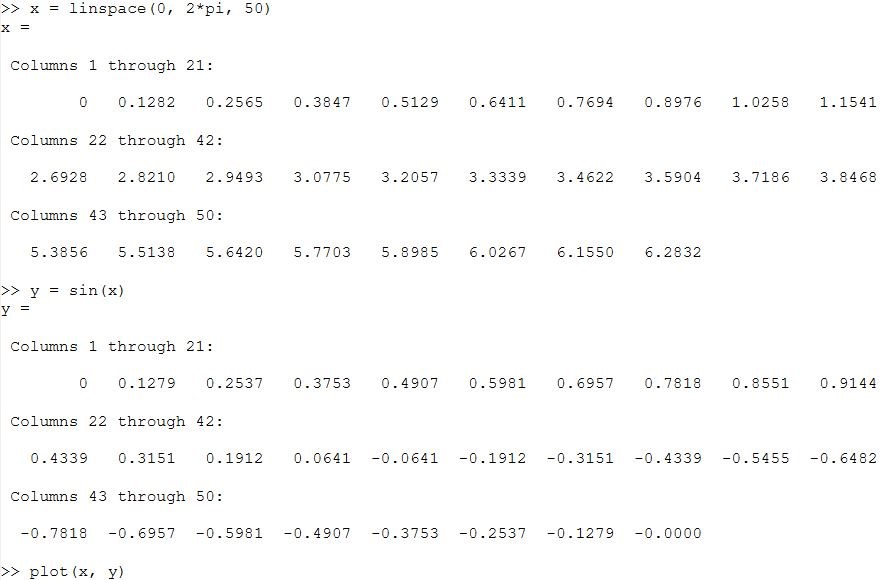 >> x = linspace(0, 2*pi, 50)
x =
Columns 1 through 21:
0 0.1282 0.2565 0.3847 0.5129 0.6411 0.7694 0.8976 1.0258 1.1541
Columns 22 through 42:
2.6928 2.8210 2.9493 3.0775 3.2057 3.3339 3.4622 3.5904 3.7186 3.8468
Columns 43 through 50:
5.3856 5.5138 5.6420 5.7703 5.8985 6.0267 6.1550 6.2832
>> y = sin(x)
y =
Columns 1 through 21:
0 0.1279 0.2537 0.3753 0.4907 0.5981 0.6957 0.7818 0.8551 0.9144
Columns 22 through 42:
0.4339 0.3151 0.1912 0.0641 -0.0641 -0.1912 -0.3151 -0.4339 -0.5455 -0.6482
Columns 43 through 50:
-0.7818 -0.6957 -0.5981 -0.4907 -0.3753 -0.2537 -0.1279 -0.0000
>> plot(x, y)